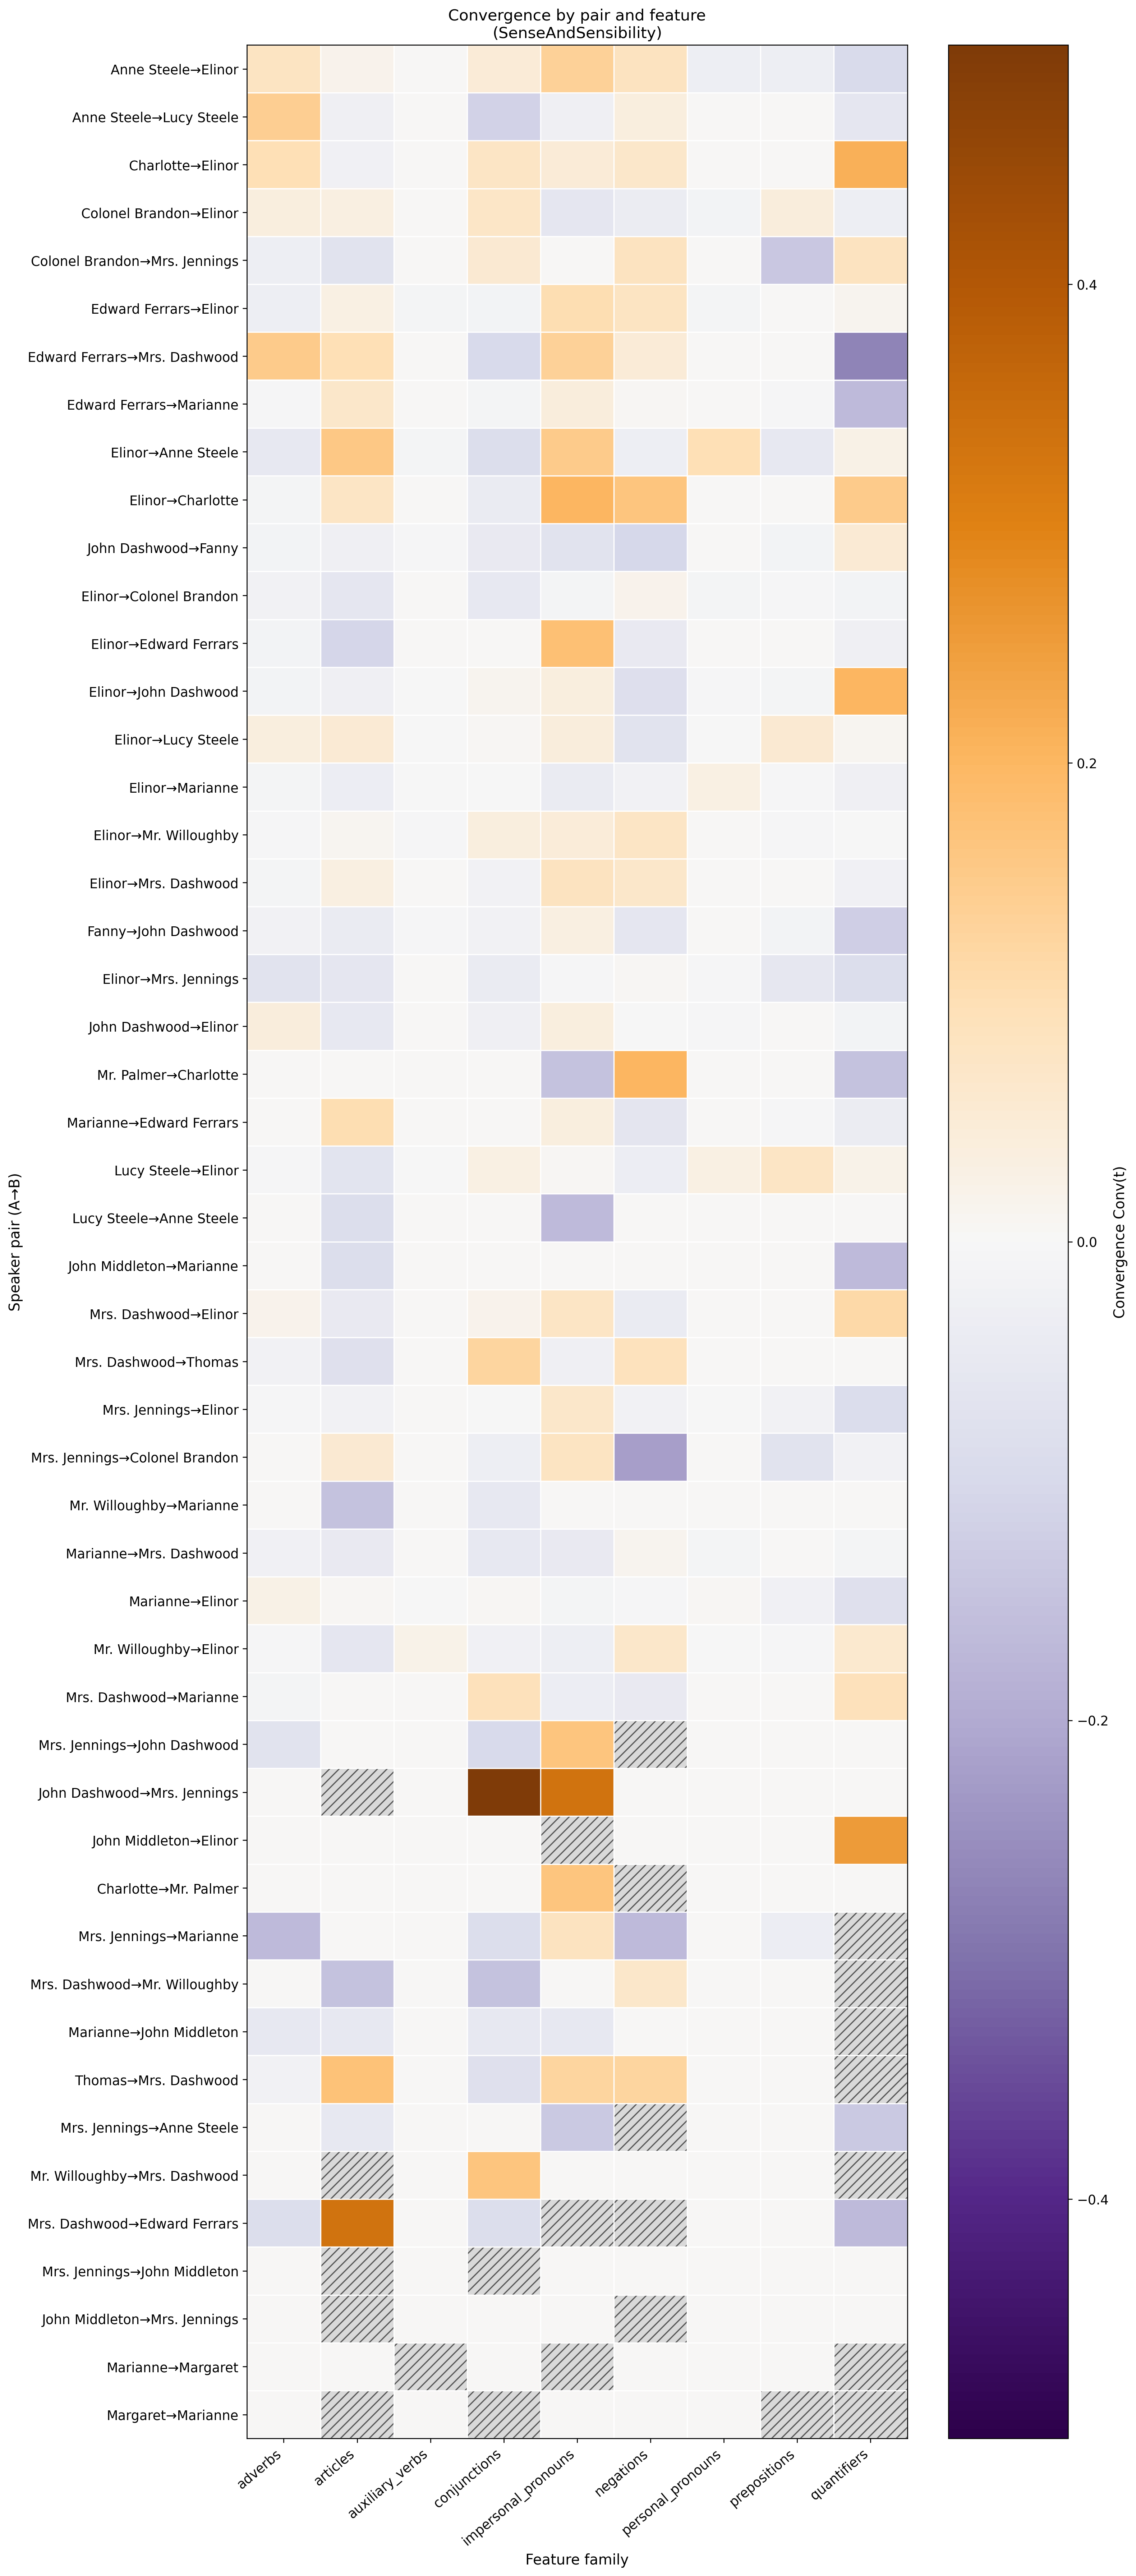 Convergence by pair and feature
(SenseAndSensibility)
Anne Steele→Elinor
Anne Steele→Lucy Steele
Charlotte→Elinor
Colonel Brandon→Elinor
Colonel Brandon→Mrs. Jennings
Edward Ferrars→Elinor
Edward Ferrars→Mrs. Dashwood
Edward Ferrars→Marianne
Elinor→Anne Steele
Elinor→Charlotte
John Dashwood→Fanny
Elinor→Colonel Brandon
Elinor→Edward Ferrars
Elinor→John Dashwood
Elinor→Lucy Steele
Elinor→Marianne
Elinor→Mr. Willoughby
Elinor→Mrs. Dashwood
Fanny→John Dashwood
Elinor→Mrs. Jennings
John Dashwood→Elinor
Mr. Palmer→Charlotte
Marianne→Edward Ferrars
Lucy Steele→Elinor
Lucy Steele→Anne Steele
John Middleton→Marianne
Mrs. Dashwood→Elinor
Mrs. Dashwood→Thomas
Mrs. Jennings→Elinor
Mrs. Jennings→Colonel Brandon
Mr. Willoughby→Marianne
Marianne→Mrs. Dashwood
Marianne→Elinor
Mr. Willoughby→Elinor
Mrs. Dashwood→Marianne
Mrs. Jennings→John Dashwood
John Dashwood→Mrs. Jennings
John Middleton→Elinor
Charlotte→Mr. Palmer
Mrs. Jennings→Marianne
Mrs. Dashwood→Mr. Willoughby
Marianne→John Middleton
Thomas→Mrs. Dashwood
Mrs. Jennings→Anne Steele
Mr. Willoughby→Mrs. Dashwood
Mrs. Dashwood→Edward Ferrars
Mrs. Jennings→John Middleton
John Middleton→Mrs. Jennings
Marianne→Margaret
Margaret→Marianne
Speaker pair (A→B)
adverbs
articles
auxiliary_verbs
conjunctions
impersonal_pronouns
negations
personal_pronouns
prepositions
quantifiers
Feature family
0.4
0.2
0.0
−0.2
−0.4
Convergence Conv(t)